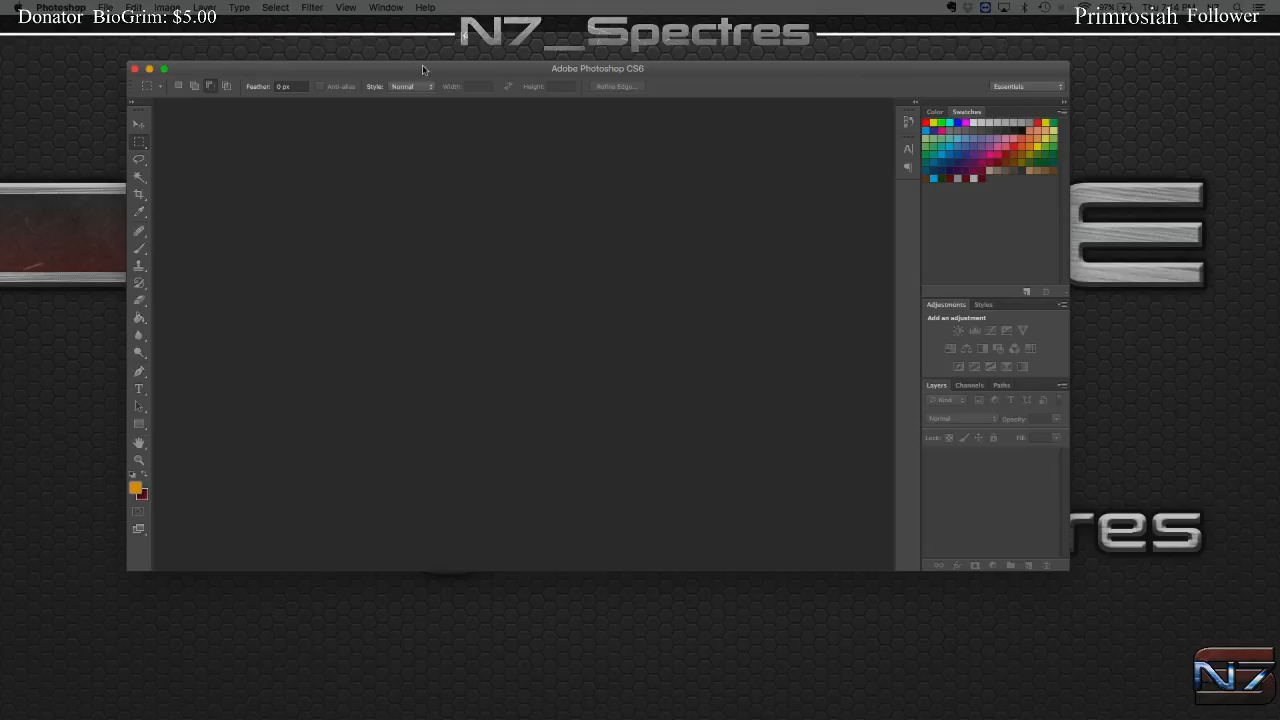 Photoshop File Edit Image Layer Type Select Filter View Window Help
Donator BioGrim: $5.00
Primrosiah Follower
N7_Spectres
Adobe Photoshop CS6
Feather: 0 px Anti-alias Style: Normal Width: Height: Refine Edge... Essentials
Color Swatches
E
Adjustments Styles
Add an adjustment
Layers Channels Paths
Kind
Normal Opacity:
Lock: Fill:
res
N7